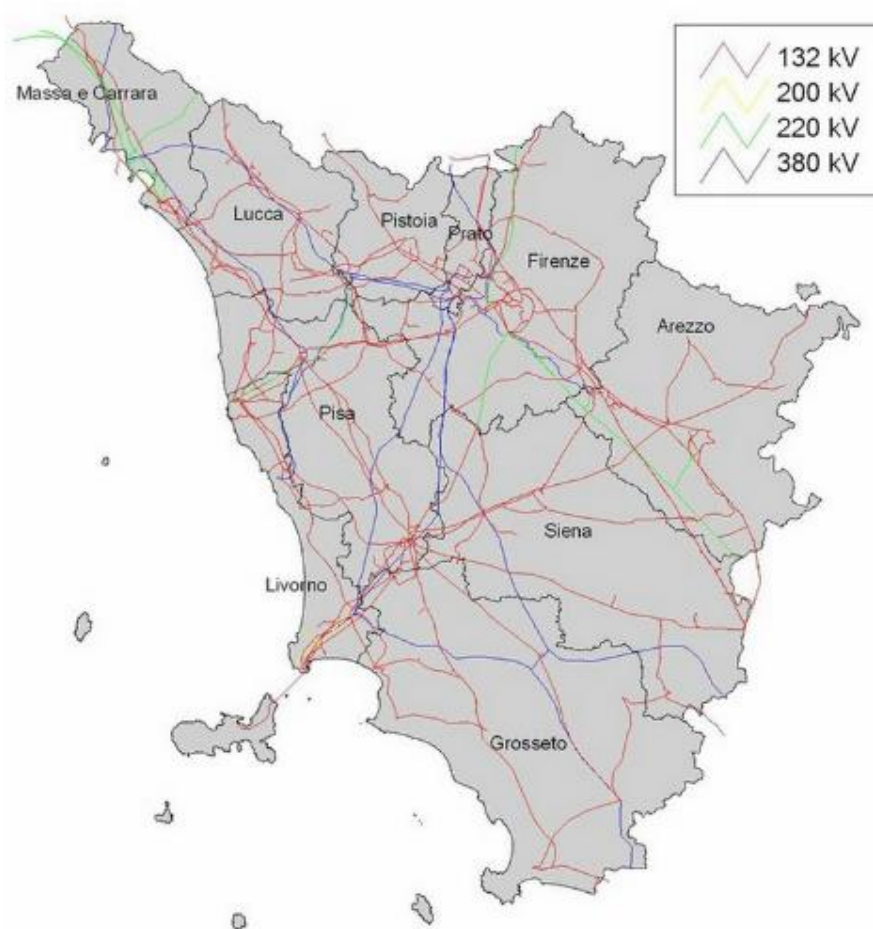 132 kV
200 kV
220 kV
380 kV
Massa e Carrara
Lucca
Pistoia
Prato
Firenze
Arezzo
Pisa
Siena
Livorno
Grosseto